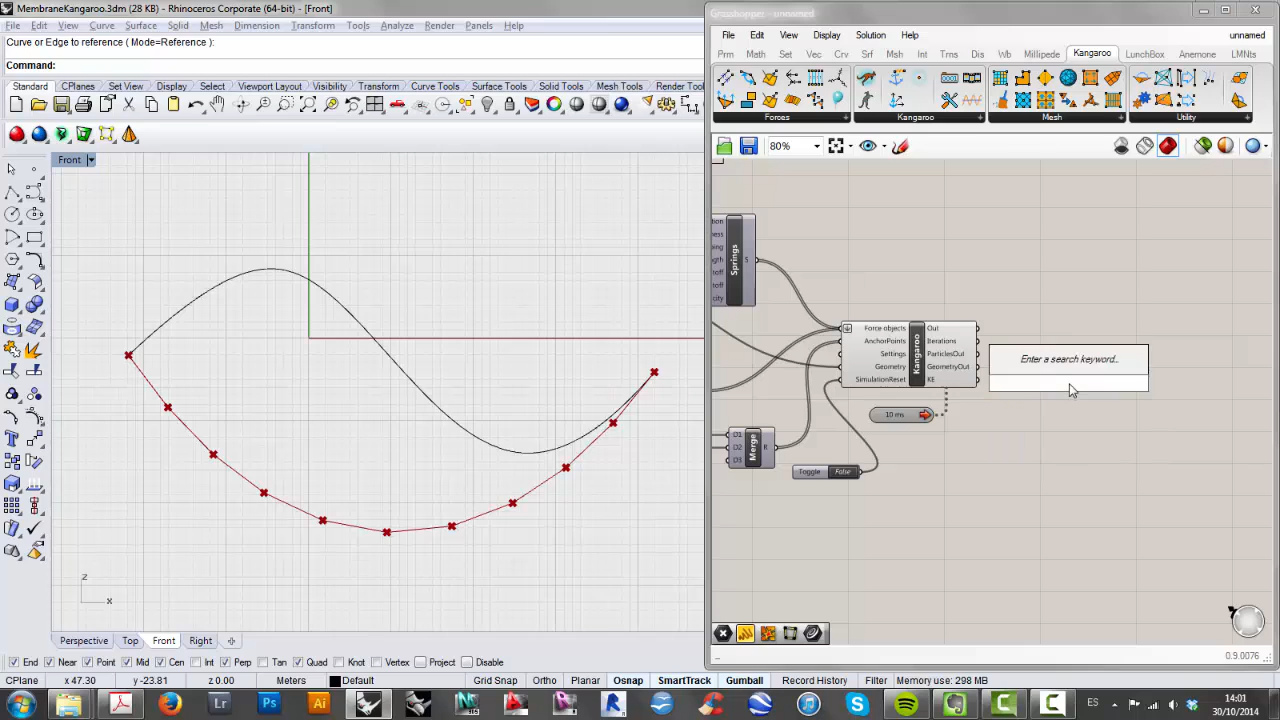 MembraneKangaroo.3dm (28 KB) - Rhinoceros Corporate (64-bit) - [Front]
File Edit View Curve Surface Solid Mesh Dimension Transform Tools Analyze Render Panels Help
Curve or Edge to reference ( Mode=Reference ):
Command:
Standard CPlanes Set View Display Select Viewport Layout Visibility Transform Curve Tools Surface Tools Solid Tools Mesh Tools Render Tools
Front
z
x
Perspective Top Front Right
End Near Point Mid Cen Int Perp Tan Quad Knot Vertex Project Disable
CPlane x 47.30 y -23.81 z 0.00 Meters Default Grid Snap Ortho Planar Osnap SmartTrack Gumball Record History Filter Memory use: 298 MB
Grasshopper - unnamed
File Edit View Display Solution Help unnamed
Prm Math Set Vec Crv Srf Msh Int Trns Dis Wb Millipede Kangaroo LunchBox Anemone LMNts
Forces Kangaroo Mesh Utility
80%
Springs
S
Force objects
AnchorPoints
Settings
Geometry
SimulationReset
Kangaroo
Out
Iterations
ParticlesOut
GeometryOut
KE
Enter a search keyword..
10 ms
D1
D2
D3
Merge
R
Toggle False
0.9.0076
ES
14:01
30/10/2014